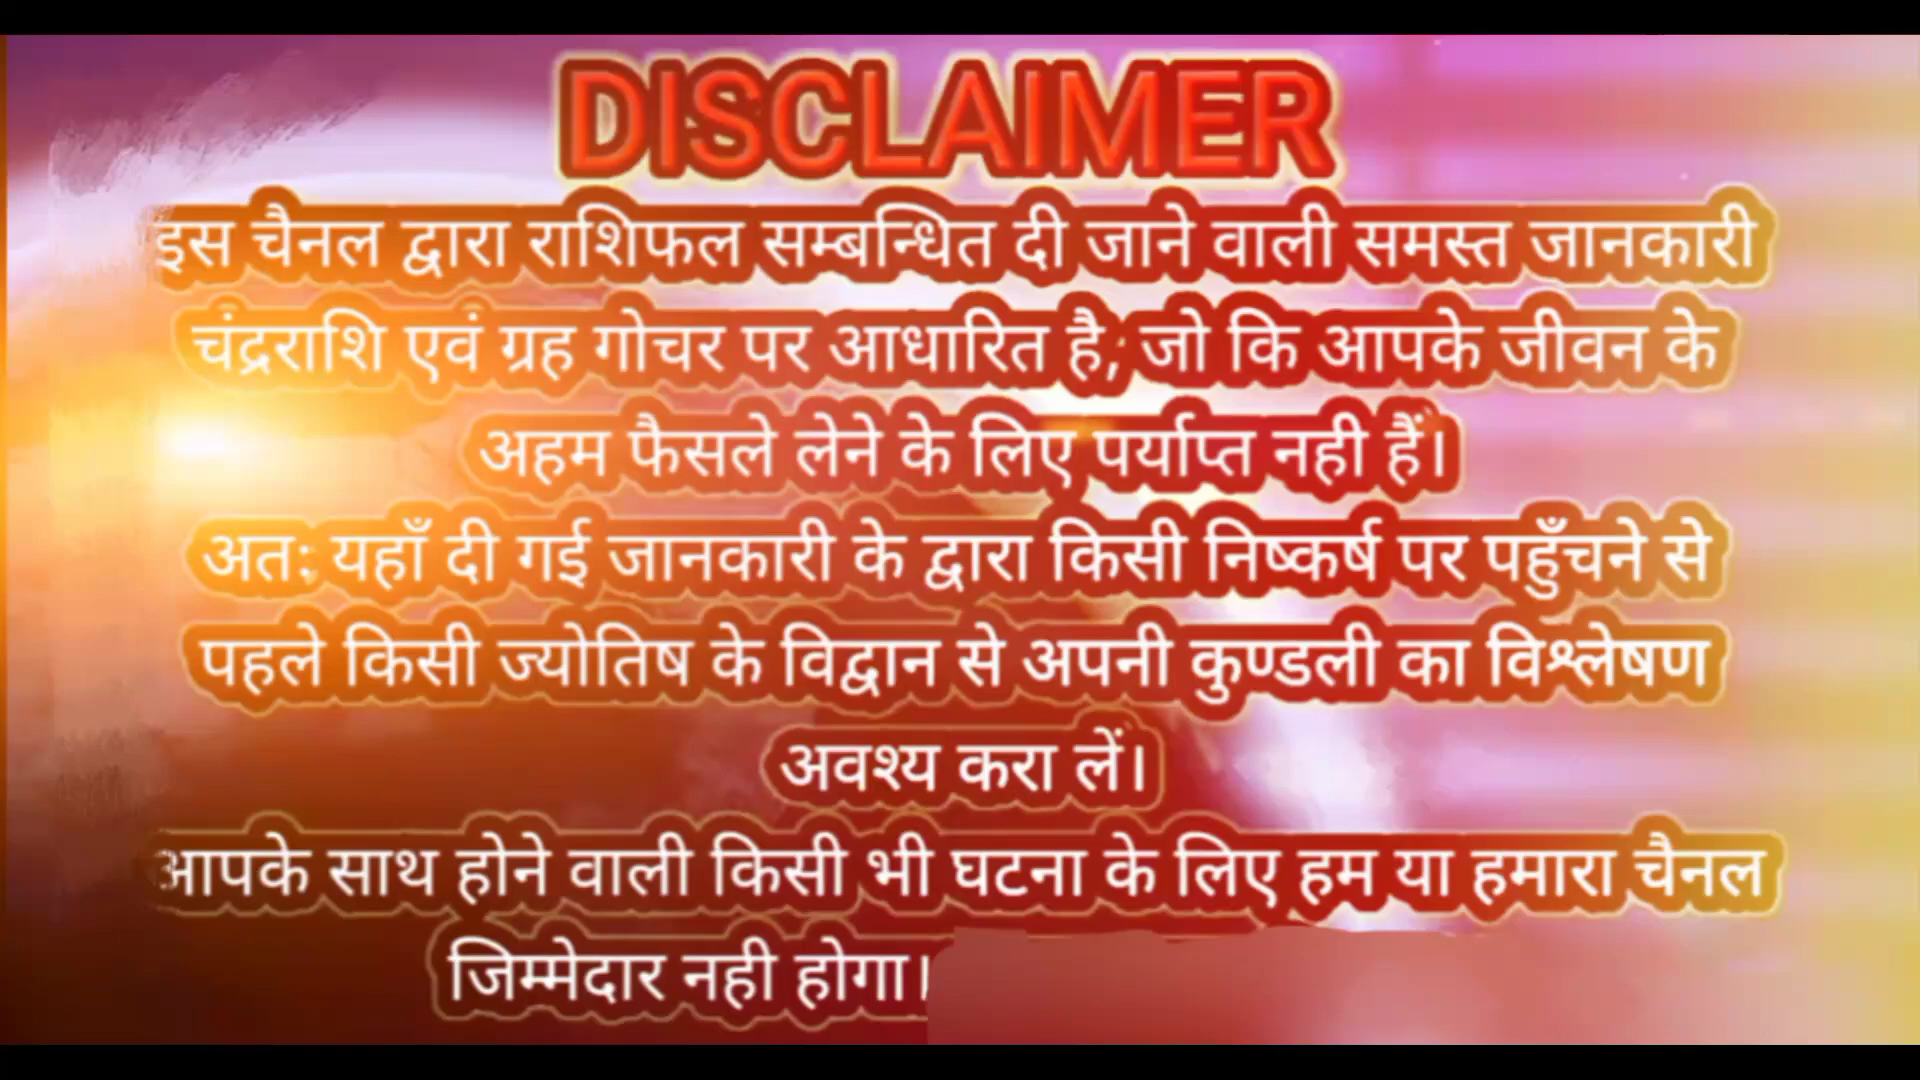 DISCLAIMER
इस चैनल द्वारा राशिफल सम्बन्धित दी जाने वाली समस्त जानकारी
चंद्रराशि एवं ग्रह गोचर पर आधारित है, जो कि आपके जीवन के
अहम फैसले लेने के लिए पर्याप्त नही हैं।
अत: यहाँ दी गई जानकारी के द्वारा किसी निष्कर्ष पर पहुँचने से
पहले किसी ज्योतिष के विद्वान से अपनी कुण्डली का विश्लेषण
अवश्य करा लें।
आपके साथ होने वाली किसी भी घटना के लिए हम या हमारा चैनल
जिम्मेदार नही होगा।